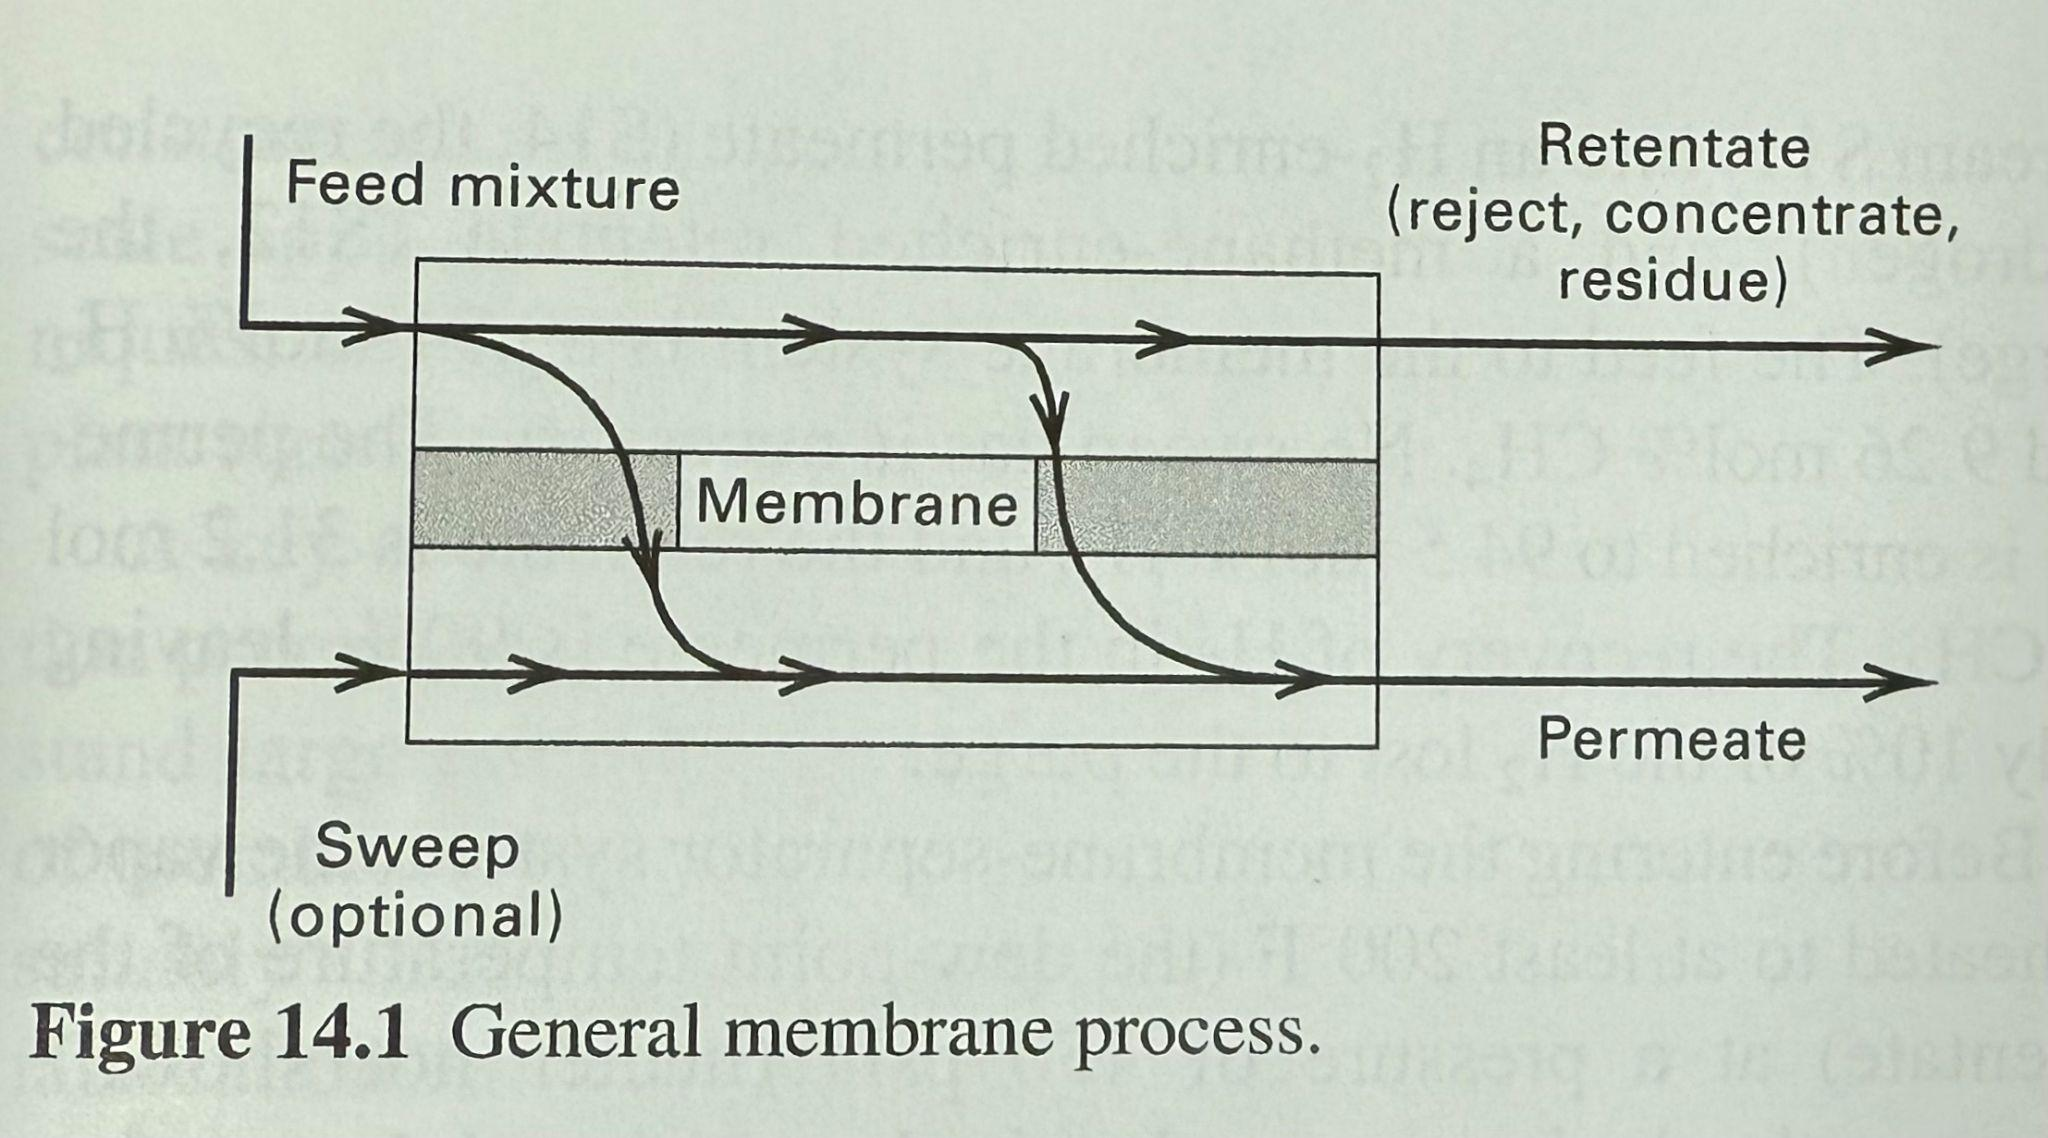 Feed mixture
Retentate
(reject, concentrate,
residue)
Membrane
Permeate
Sweep
(optional)
Figure 14.1 General membrane process.